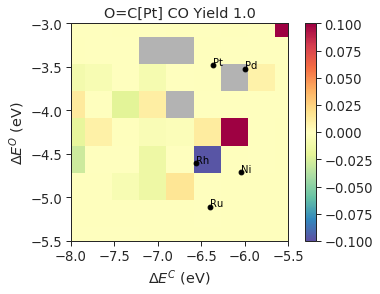 O=C[Pt] CO Yield 1.0
−3.0
−3.5
−4.0
−4.5
−5.0
−5.5
ΔE^O (eV)
Pt
Pd
Rh
Ni
Ru
−8.0 −7.5 −7.0 −6.5 −6.0 −5.5
ΔE^C (eV)
0.100
0.075
0.050
0.025
0.000
−0.025
−0.050
−0.075
−0.100